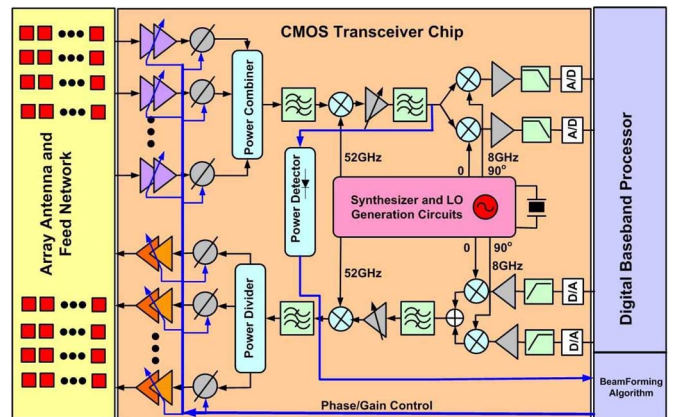 CMOS Transceiver Chip
Array Antenna and
Feed Network
Power Combiner
Power Detector
52GHz
0
8GHz
90°
A/D
A/D
Synthesizer and LO
Generation Circuits
Power Divider
52GHz
0
90°
8GHz
D/A
D/A
Digital Baseband Processor
BeamForming
Algorithm
Phase/Gain Control